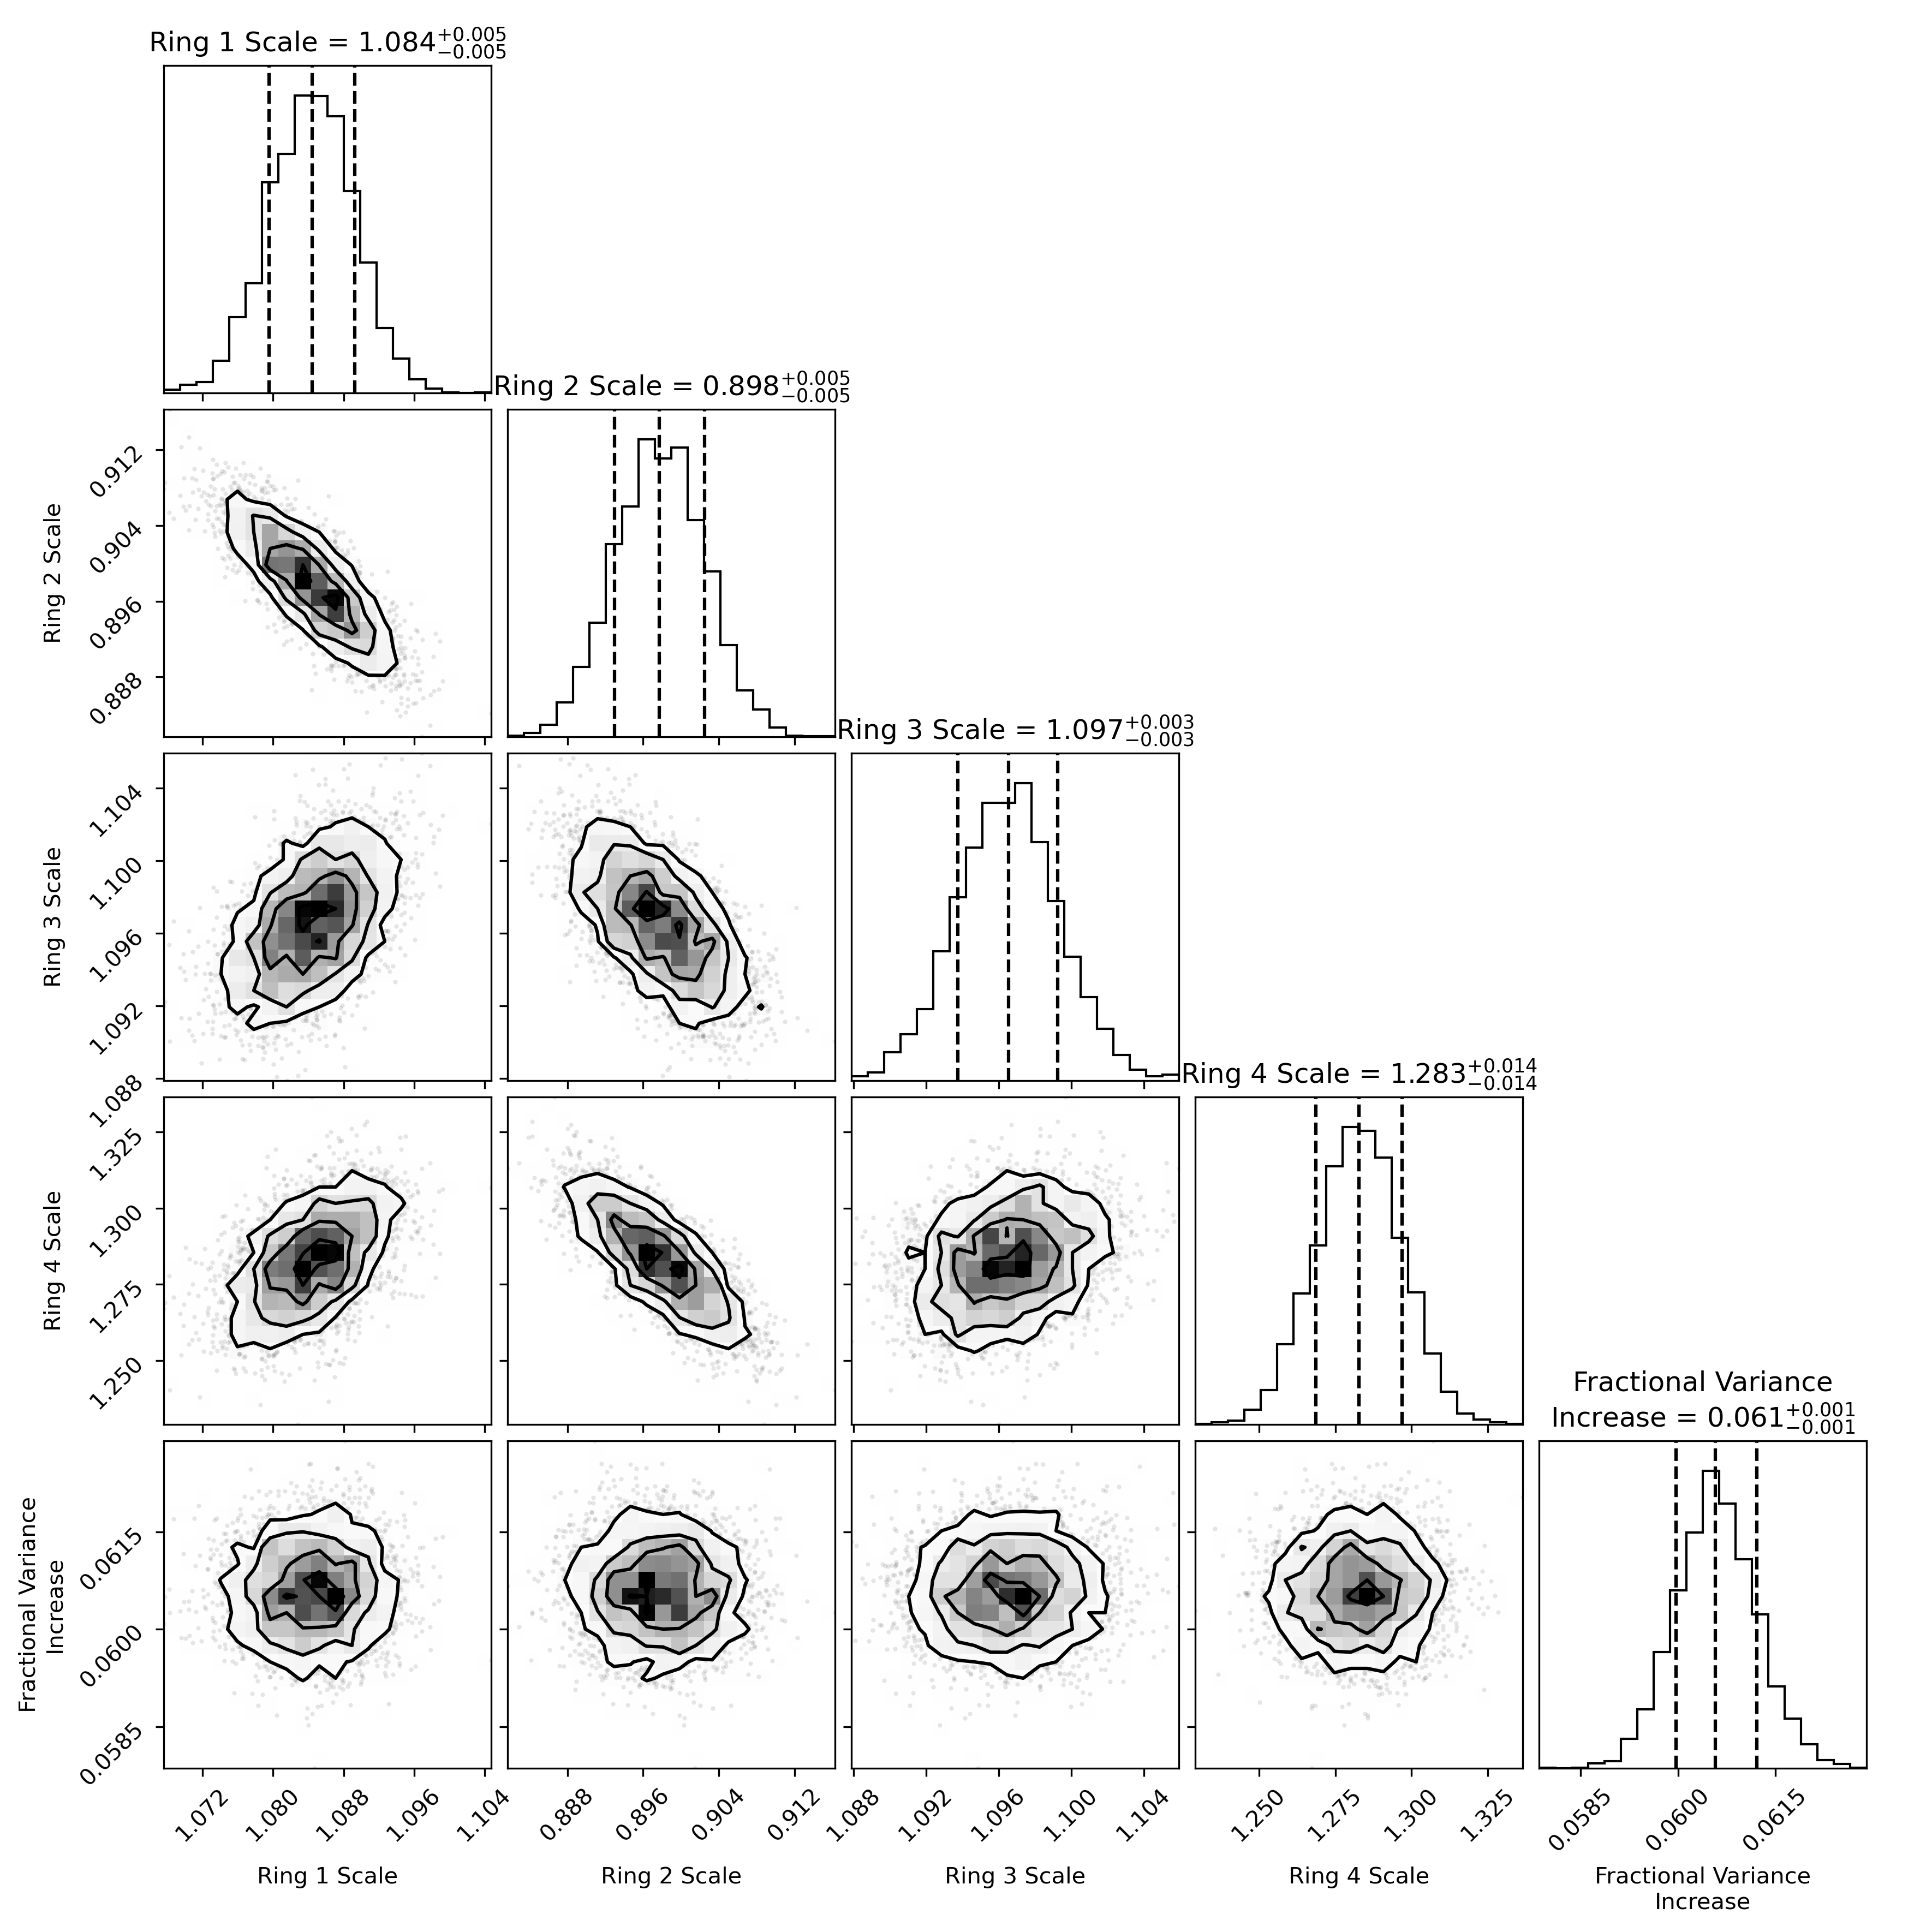 Ring 1 Scale = 1.084+0.005−0.005
Ring 2 Scale = 0.898+0.005−0.005
0.912
0.904
0.896
0.888
Ring 2 Scale
Ring 3 Scale = 1.097+0.003−0.003
1.104
1.100
1.096
1.092
1.088
Ring 3 Scale
Ring 4 Scale = 1.283+0.014−0.014
1.325
1.300
1.275
1.250
Ring 4 Scale
Fractional Variance
Increase = 0.061+0.001−0.001
0.0615
0.0600
0.0585
Fractional Variance
Increase
1.072 1.080 1.088 1.096 1.104
0.888 0.896 0.904 0.912
1.088 1.092 1.096 1.100 1.104
1.250 1.275 1.300 1.325
0.0585 0.0600 0.0615
Ring 1 Scale
Ring 2 Scale
Ring 3 Scale
Ring 4 Scale
Fractional Variance
Increase